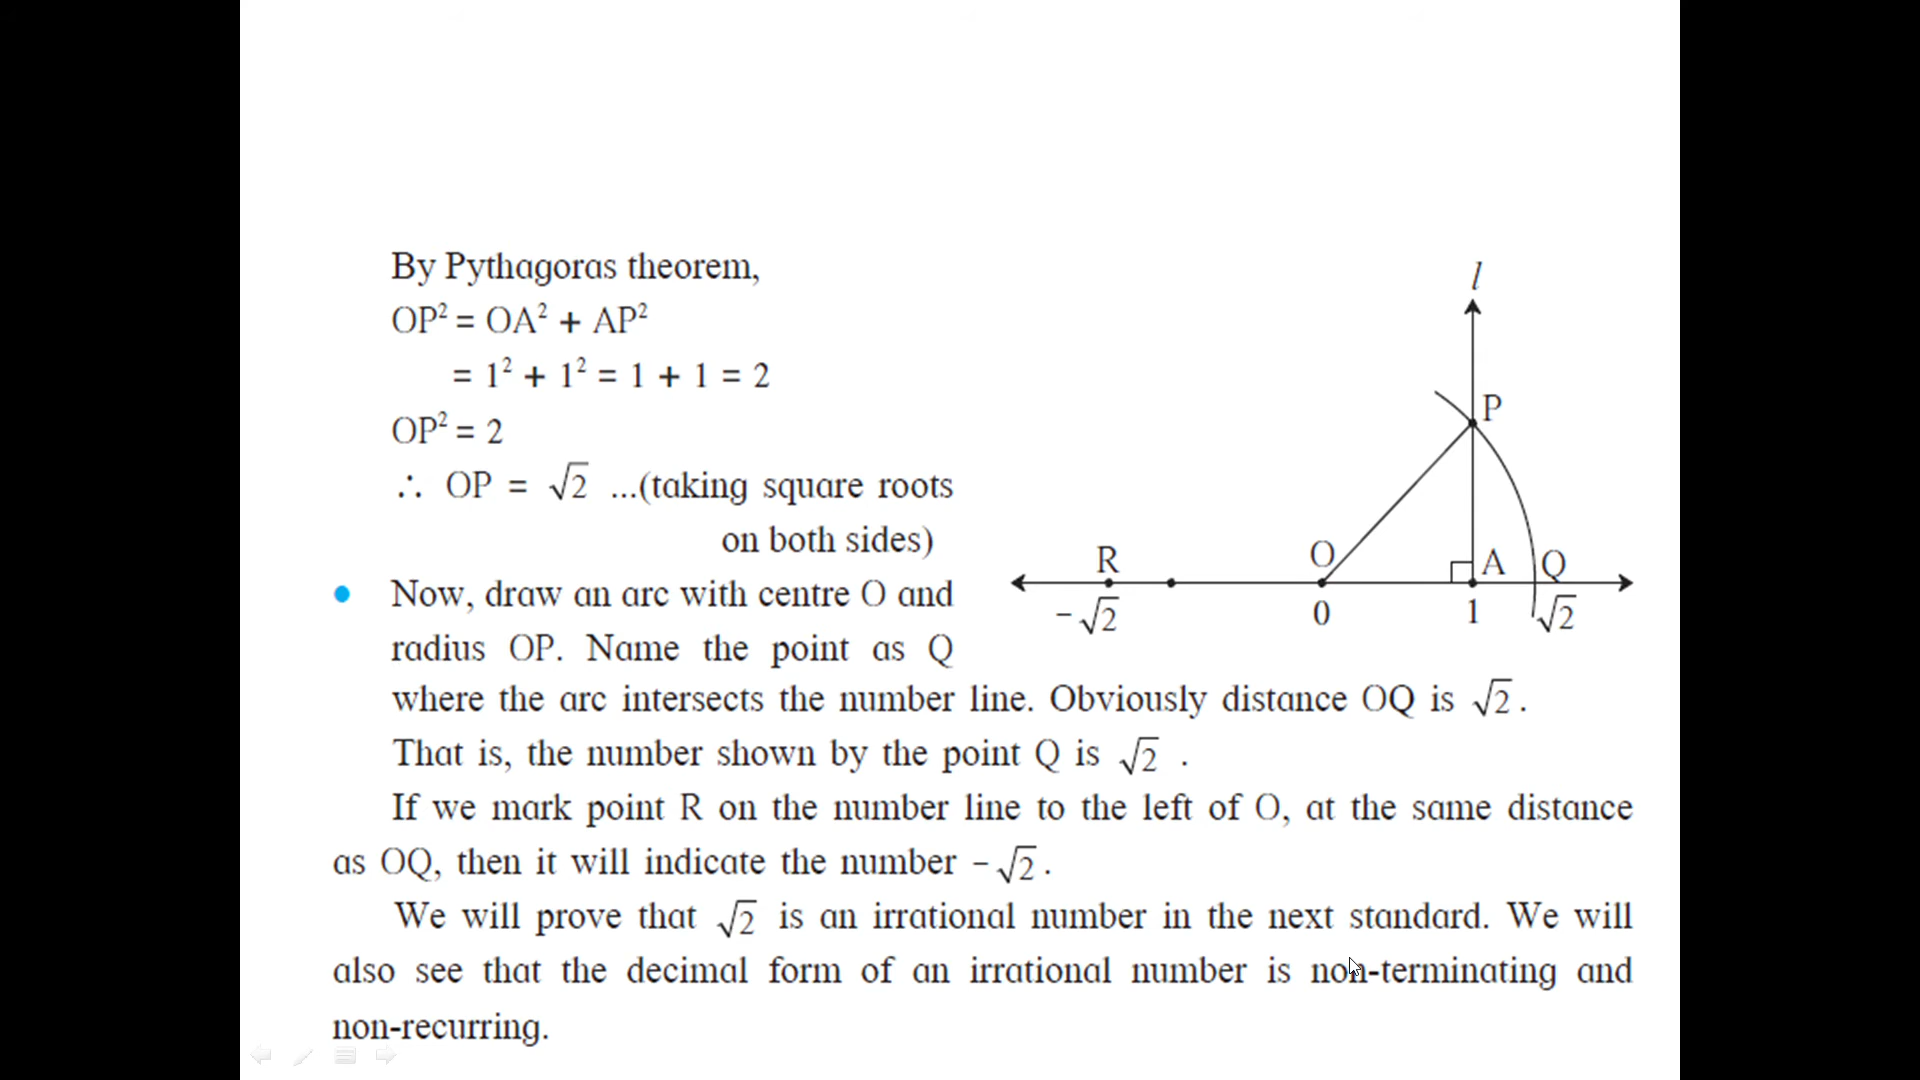 By Pythagoras theorem,
OP² = OA² + AP²
= 1² + 1² = 1 + 1 = 2
OP² = 2
∴ OP = √2 ...(taking square roots
on both sides)
• Now, draw an arc with centre O and
radius OP. Name the point as Q
where the arc intersects the number line. Obviously distance OQ is √2.
That is, the number shown by the point Q is √2 .
If we mark point R on the number line to the left of O, at the same distance
as OQ, then it will indicate the number -√2.
We will prove that √2 is an irrational number in the next standard. We will
also see that the decimal form of an irrational number is non-terminating and
non-recurring.
l
P
R O A Q
-√2 0 1 √2